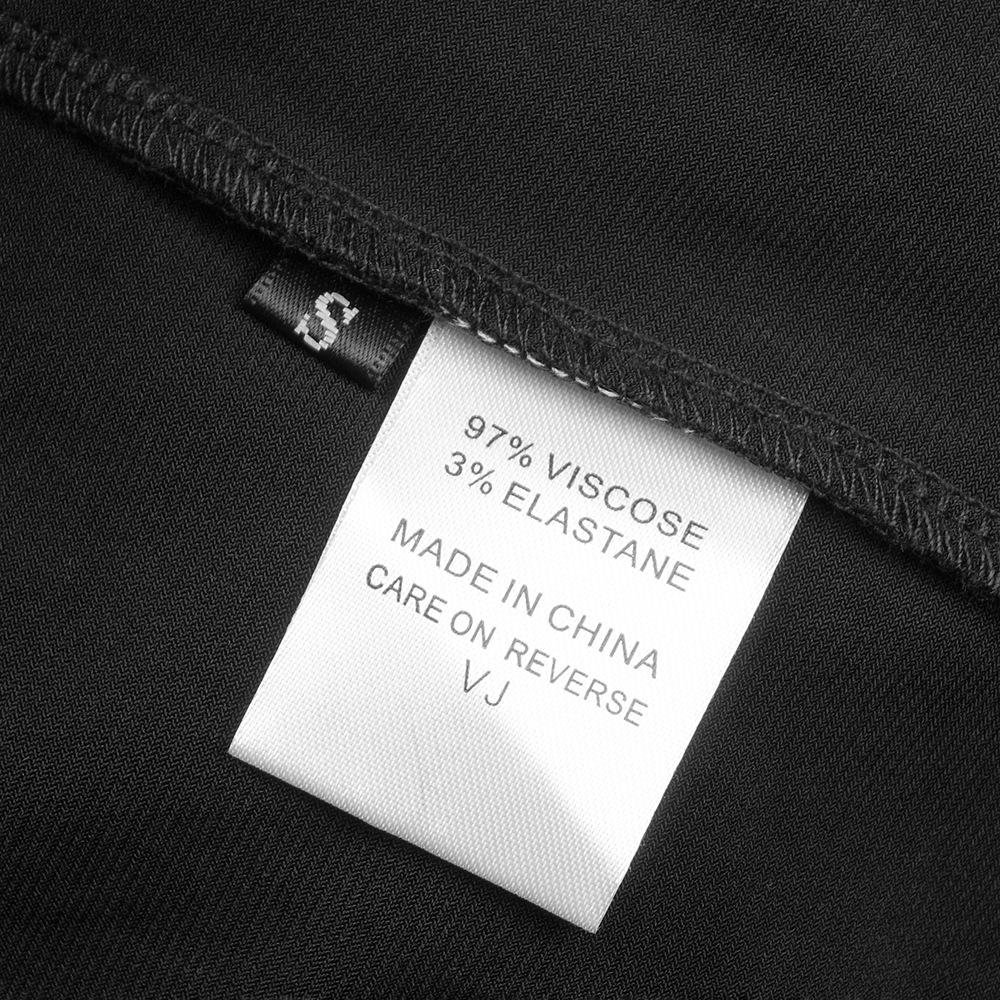 S
97% VISCOSE
3% ELASTANE
MADE IN CHINA
CARE ON REVERSE
VJ